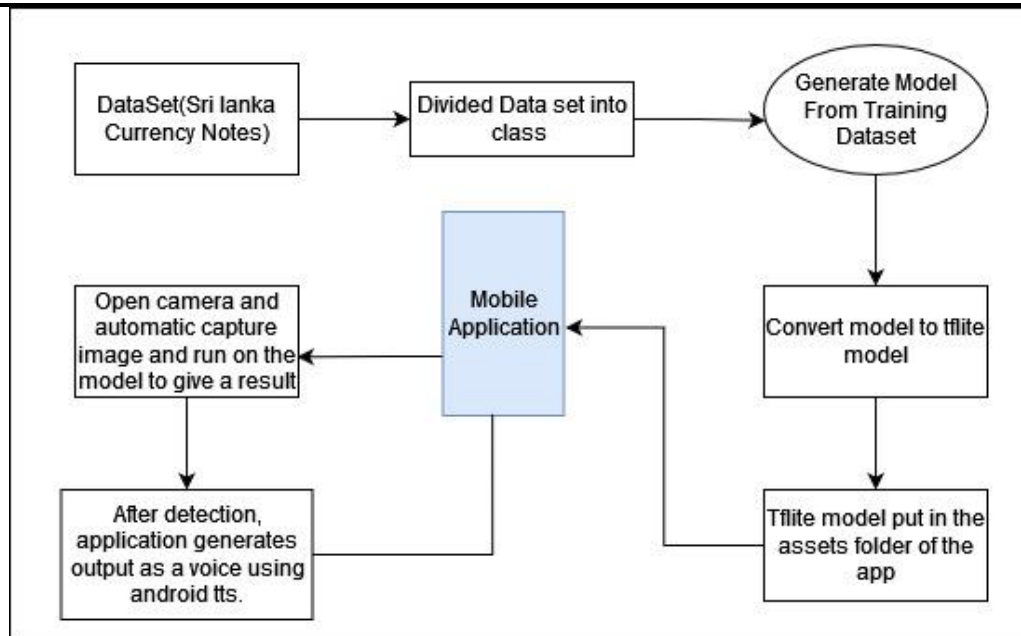 DataSet(Sri lanka
Currency Notes)
Divided Data set into
class
Generate Model
From Training
Dataset
Convert model to tflite
model
Tflite model put in the
assets folder of the
app
Mobile
Application
Open camera and
automatic capture
image and run on the
model to give a result
After detection,
application generates
output as a voice using
android tts.